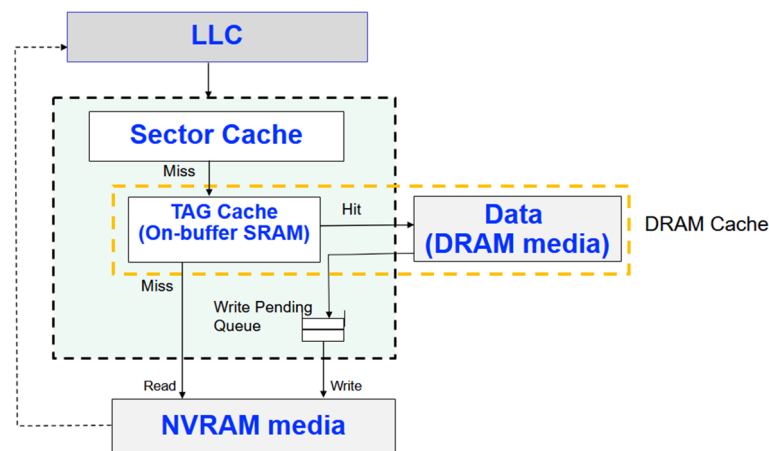 LLC
Sector Cache
Miss
TAG Cache
(On-buffer SRAM)
Hit
Data
(DRAM media)
DRAM Cache
Miss
Write Pending
Queue
Read
Write
NVRAM media